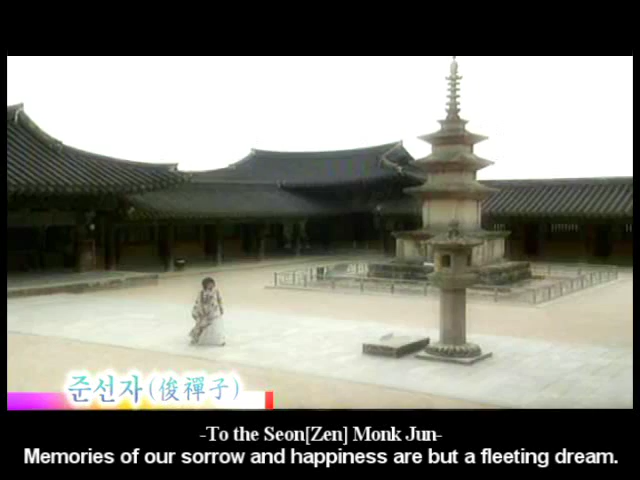 준선자(俊禪子)
-To the Seon[Zen] Monk Jun-
Memories of our sorrow and happiness are but a fleeting dream.